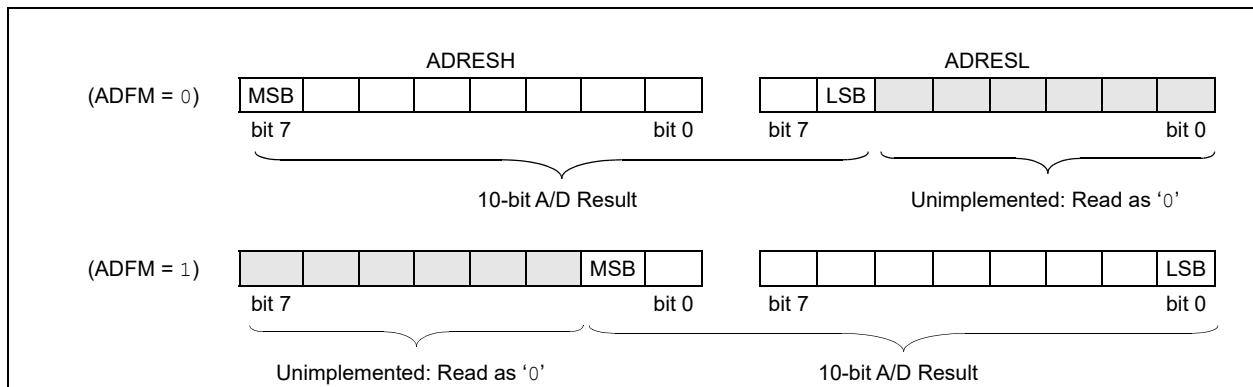 ADRESH ADRESL
(ADFM = 0) MSB LSB
bit 7 bit 0 bit 7 bit 0
10-bit A/D Result Unimplemented: Read as ‘0’
(ADFM = 1) MSB LSB
bit 7 bit 0 bit 7 bit 0
Unimplemented: Read as ‘0’ 10-bit A/D Result